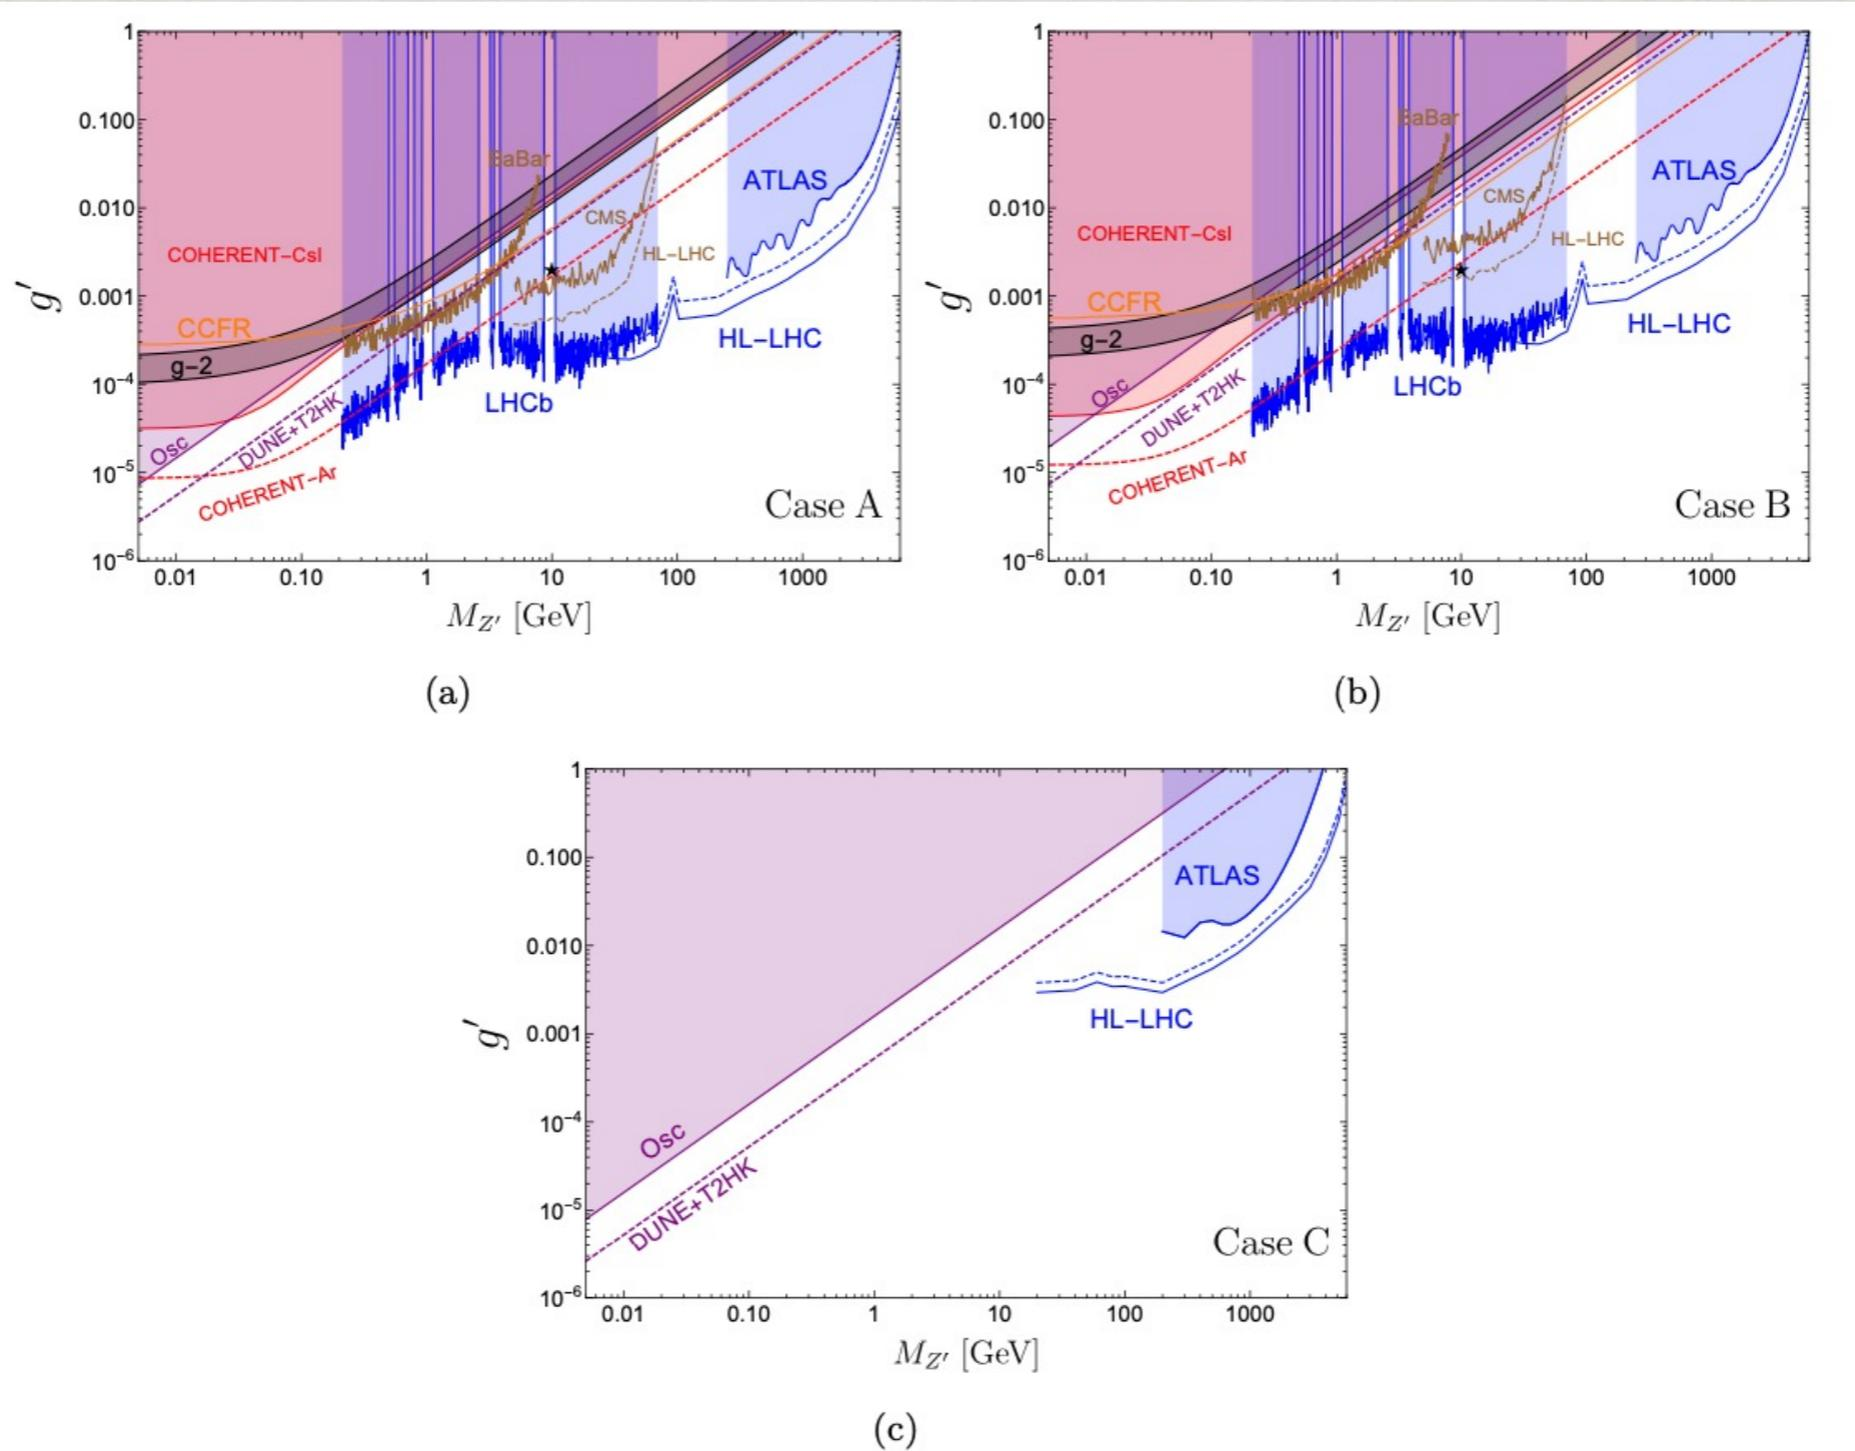 1
0.100
0.010
0.001
10−4
10−5
10−6
g′
COHERENT−CsI
CCFR
g−2
Osc
DUNE+T2HK
COHERENT−Ar
BaBar
CMS
HL−LHC
ATLAS
HL−LHC
LHCb
Case A
0.01 0.10 1 10 100 1000
MZ′ [GeV]
(a)
1
0.100
0.010
0.001
10−4
10−5
10−6
g′
COHERENT−CsI
CCFR
g−2
Osc
DUNE+T2HK
COHERENT−Ar
BaBar
CMS
HL−LHC
ATLAS
HL−LHC
LHCb
Case B
0.01 0.10 1 10 100 1000
MZ′ [GeV]
(b)
1
0.100
0.010
0.001
10−4
10−5
10−6
g′
ATLAS
HL−LHC
Osc
DUNE+T2HK
Case C
0.01 0.10 1 10 100 1000
MZ′ [GeV]
(c)